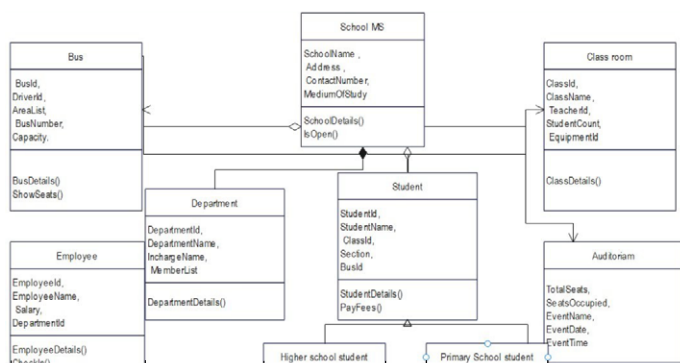 School MS
SchoolName ,
Address ,
ContactNumber,
MediumOfStudy
SchoolDetails()
IsOpen()
Bus
BusId,
DriverId,
AreaList,
BusNumber,
Capacity.
BusDetails()
ShowSeats()
Class room
ClassId,
ClassName,
TeacherId,
StudentCount,
EquipmentId
ClassDetails()
Department
DepartmentId,
DepartmentName,
InchargeName,
MemberList
DepartmentDetails()
Student
StudentId,
StudentName,
ClassId,
Section,
BusId
StudentDetails()
PayFees()
Employee
EmployeeId,
EmployeeName,
Salary,
DepartmentId
EmployeeDetails()
CheckIn()
Auditoriam
TotalSeats,
SeatsOccupied,
EventName,
EventDate,
EventTime
Higher school student
Primary School student